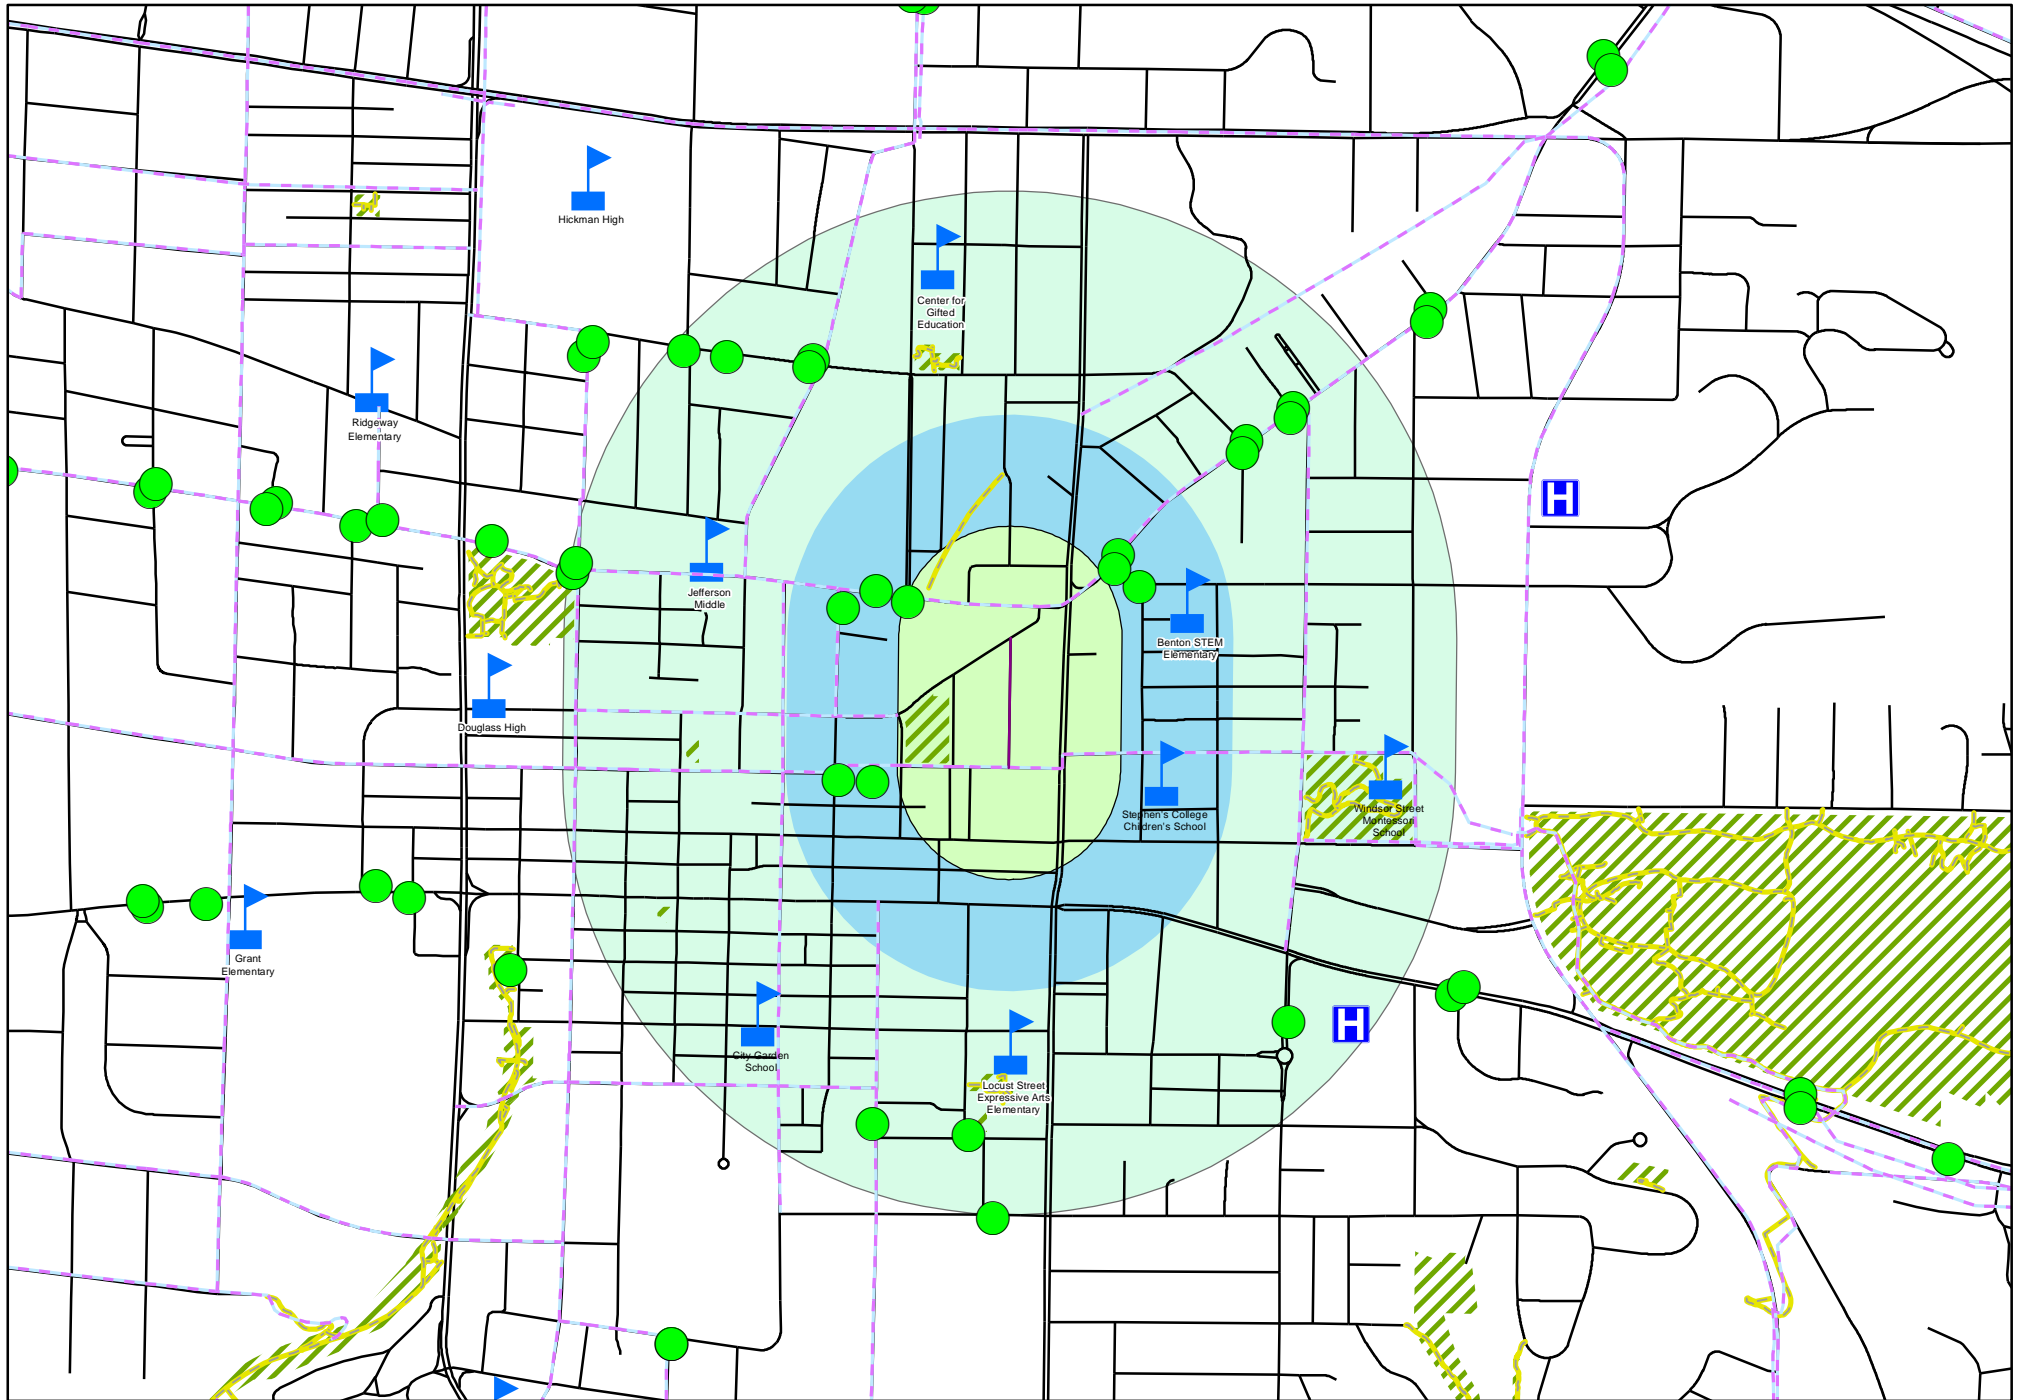 Hickman High
Center for
Gifted
Education
Ridgeway
Elementary
Jefferson
Middle
Benton STEM
Elementary
Douglass High
Stephen's College
Children's School
Windsor Street
Montessori
School
Grant
Elementary
City Garden
School
Locust Street
Expressive Arts
Elementary
H
H